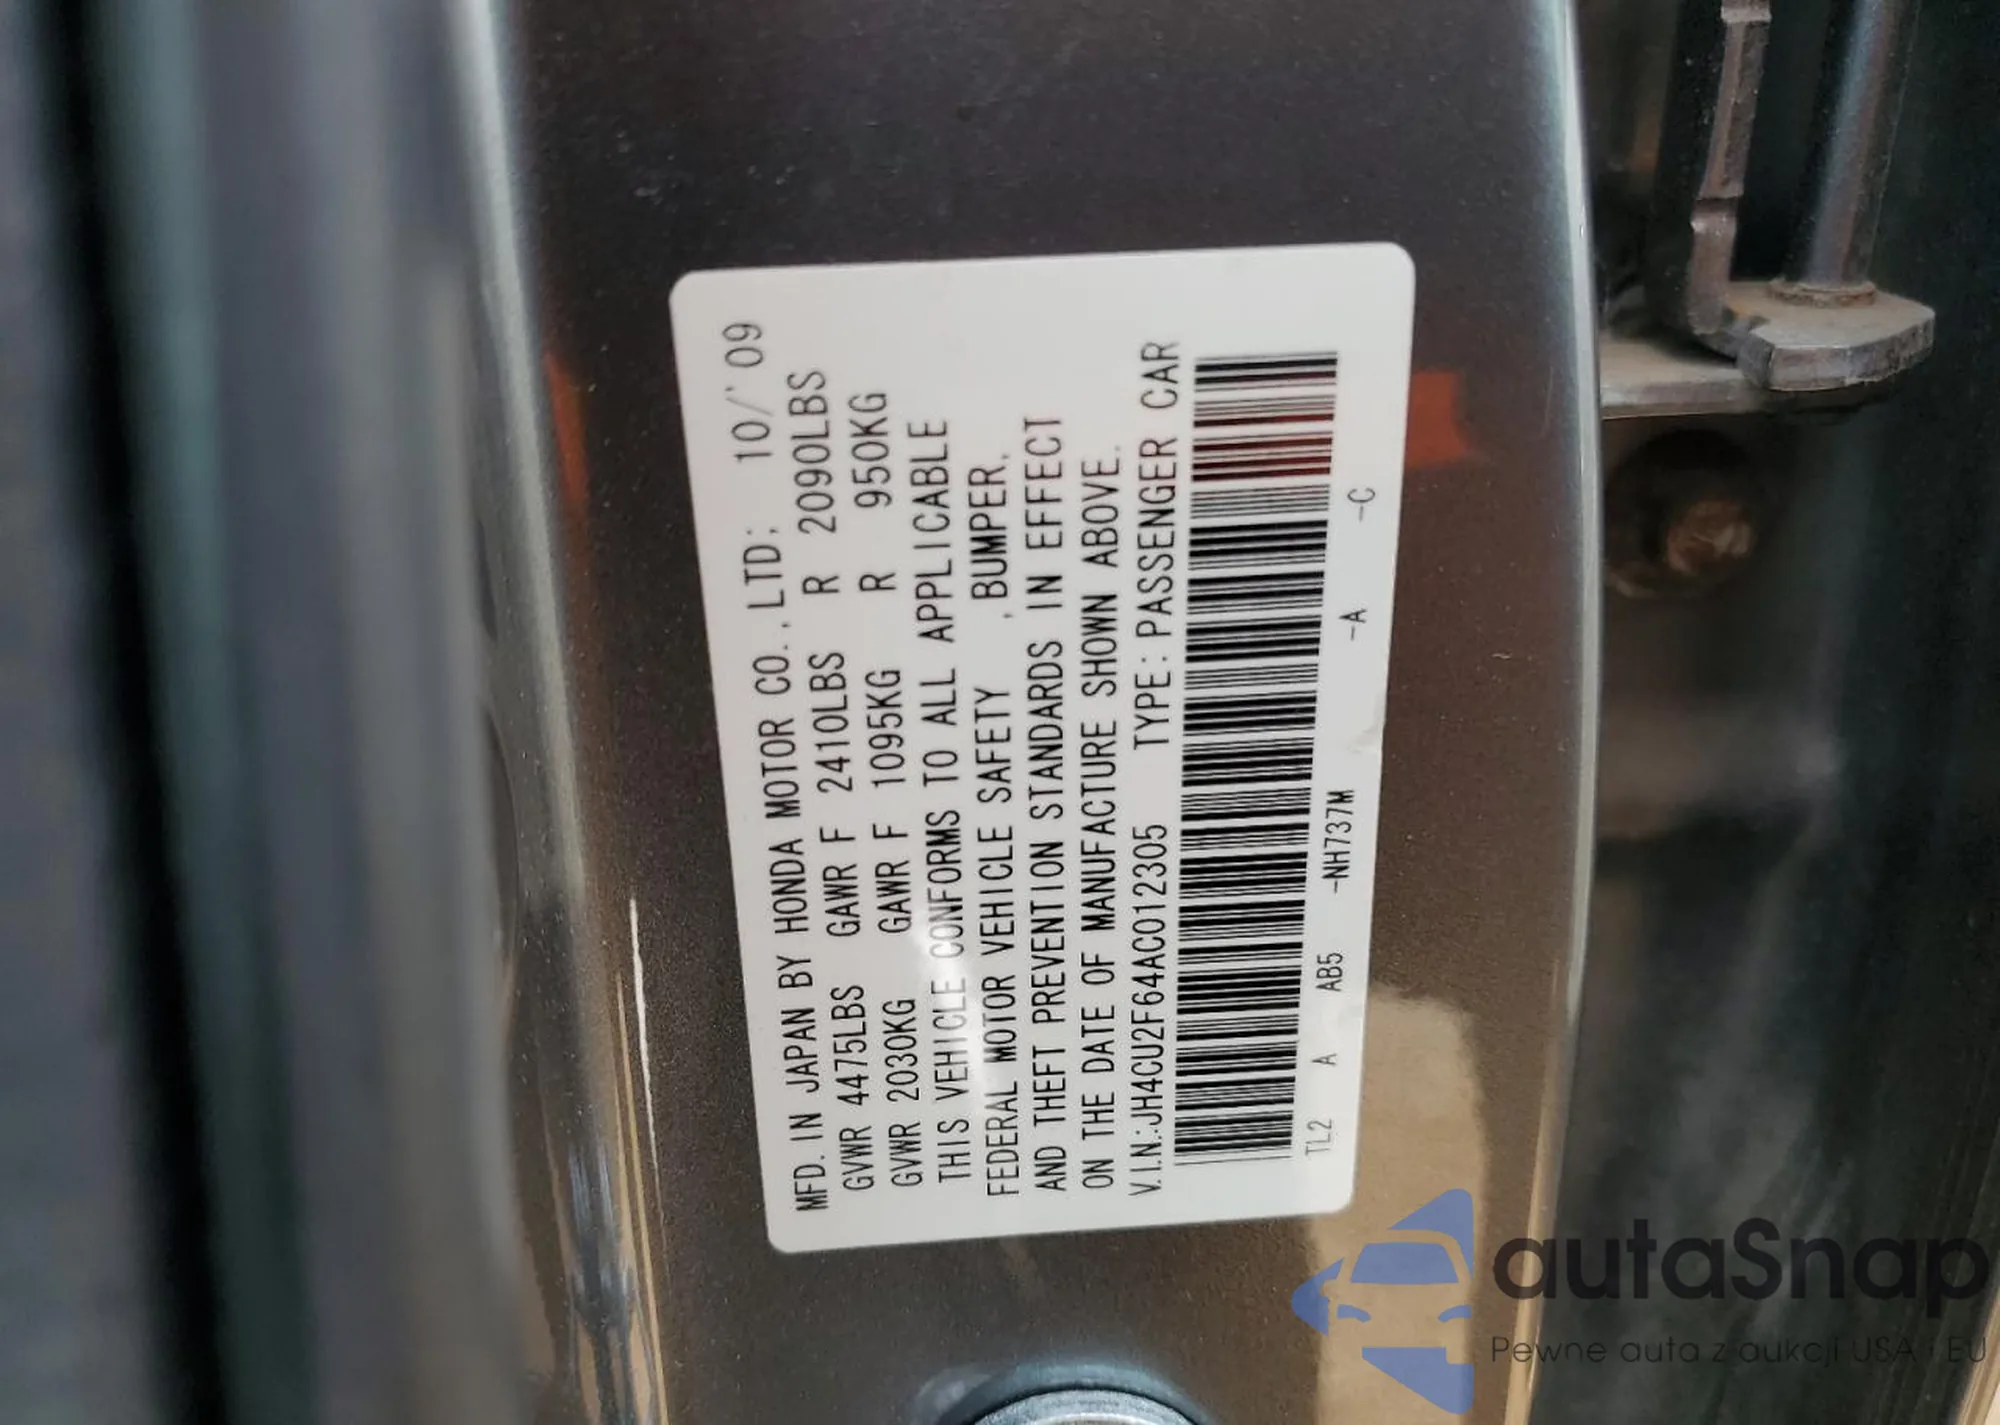 MFD. IN JAPAN BY HONDA MOTOR CO., LTD; 10/'09
GVWR 4475LBS GAWR F 2410LBS R 2090LBS
GVWR 2030KG GAWR F 1095KG R 950KG
THIS VEHICLE CONFORMS TO ALL APPLICABLE
FEDERAL MOTOR VEHICLE SAFETY , BUMPER,
AND THEFT PREVENTION STANDARDS IN EFFECT
ON THE DATE OF MANUFACTURE SHOWN ABOVE.
V.I.N.:JH4CU2F64AC012305 TYPE:PASSENGER CAR
TL2 A AB5 -NH737M -A -C
autaSnap
Pewne auta z aukcji USA i EU